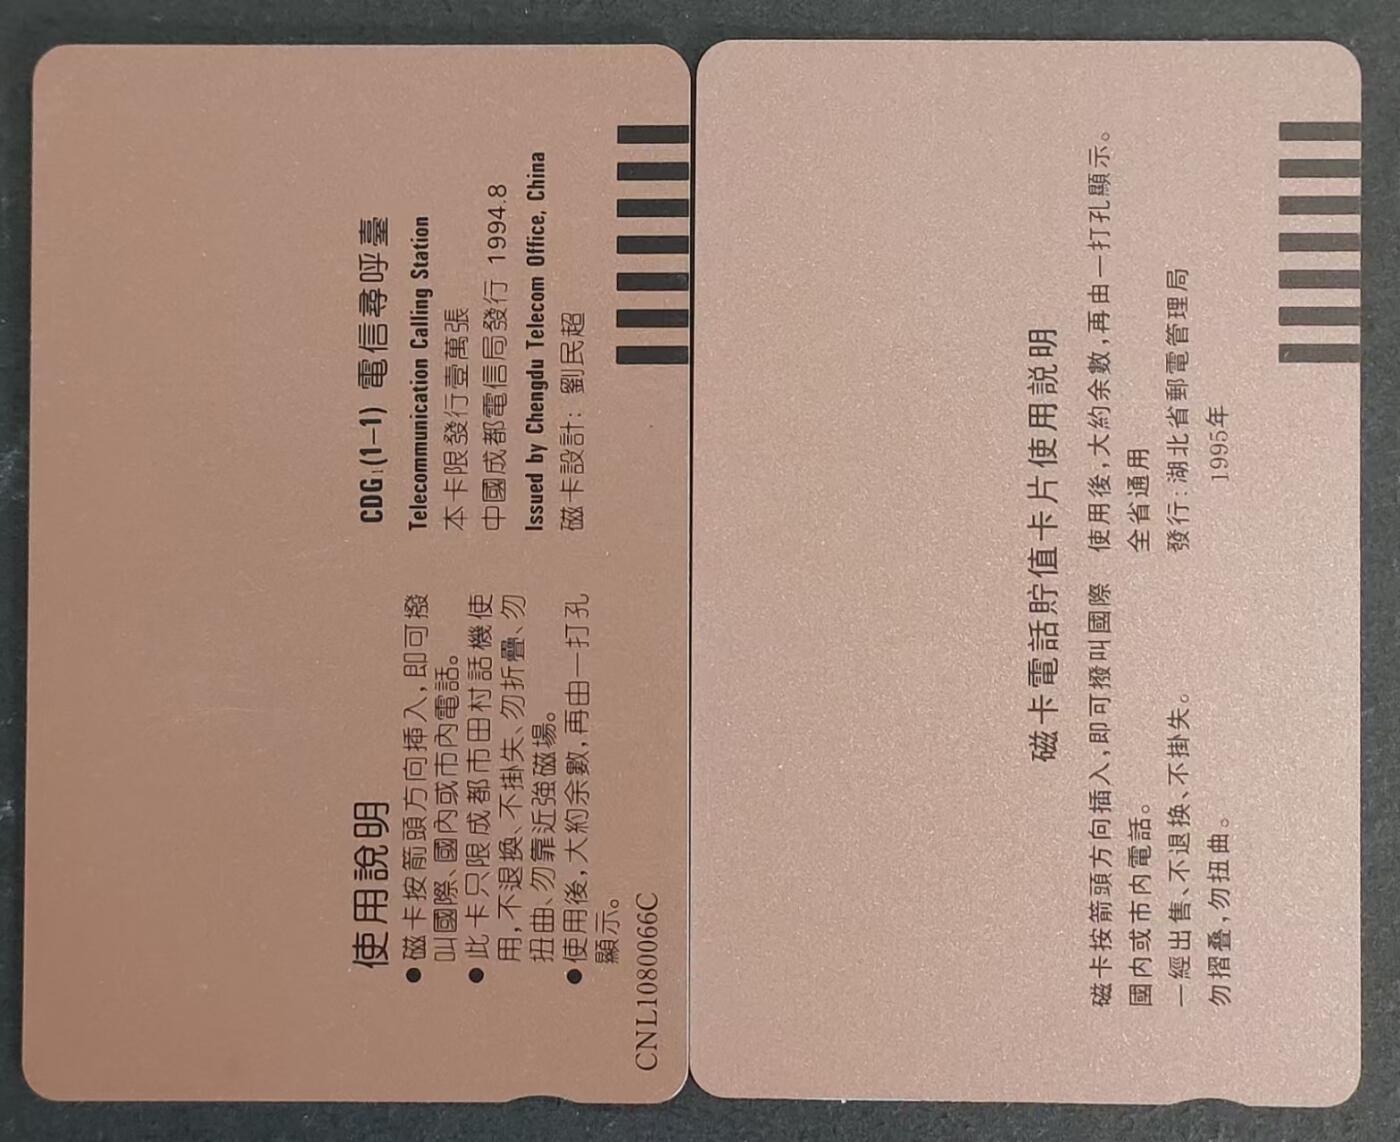 使用說明
●磁卡按箭頭方向挿入,即可撥
叫國際、國內或市內電話。
●此卡只限成都市田村話機使
用,不退換、不掛失、勿折疊、勿
扭曲、勿靠近強磁場。
●使用後,大約余數,再由一打孔
顯示。
CNL1080066C
CDG1(1-1) 電信尋呼臺
Telecommunication Calling Station
本卡限發行壹萬張
中國成都電信局發行 1994.8
Issued by Chengdu Telecom Office, China
磁卡設計: 劉民超
磁卡電話貯值卡片使用説明
磁卡按箭頭方向插入,即可撥叫國際
國内或市内電話。
一經出售、不退换、不掛失。
勿摺叠,勿扭曲。
使用後,大約余數,再由一打孔顯示。
全省通用
發行:湖北省郵電管理局
1995年